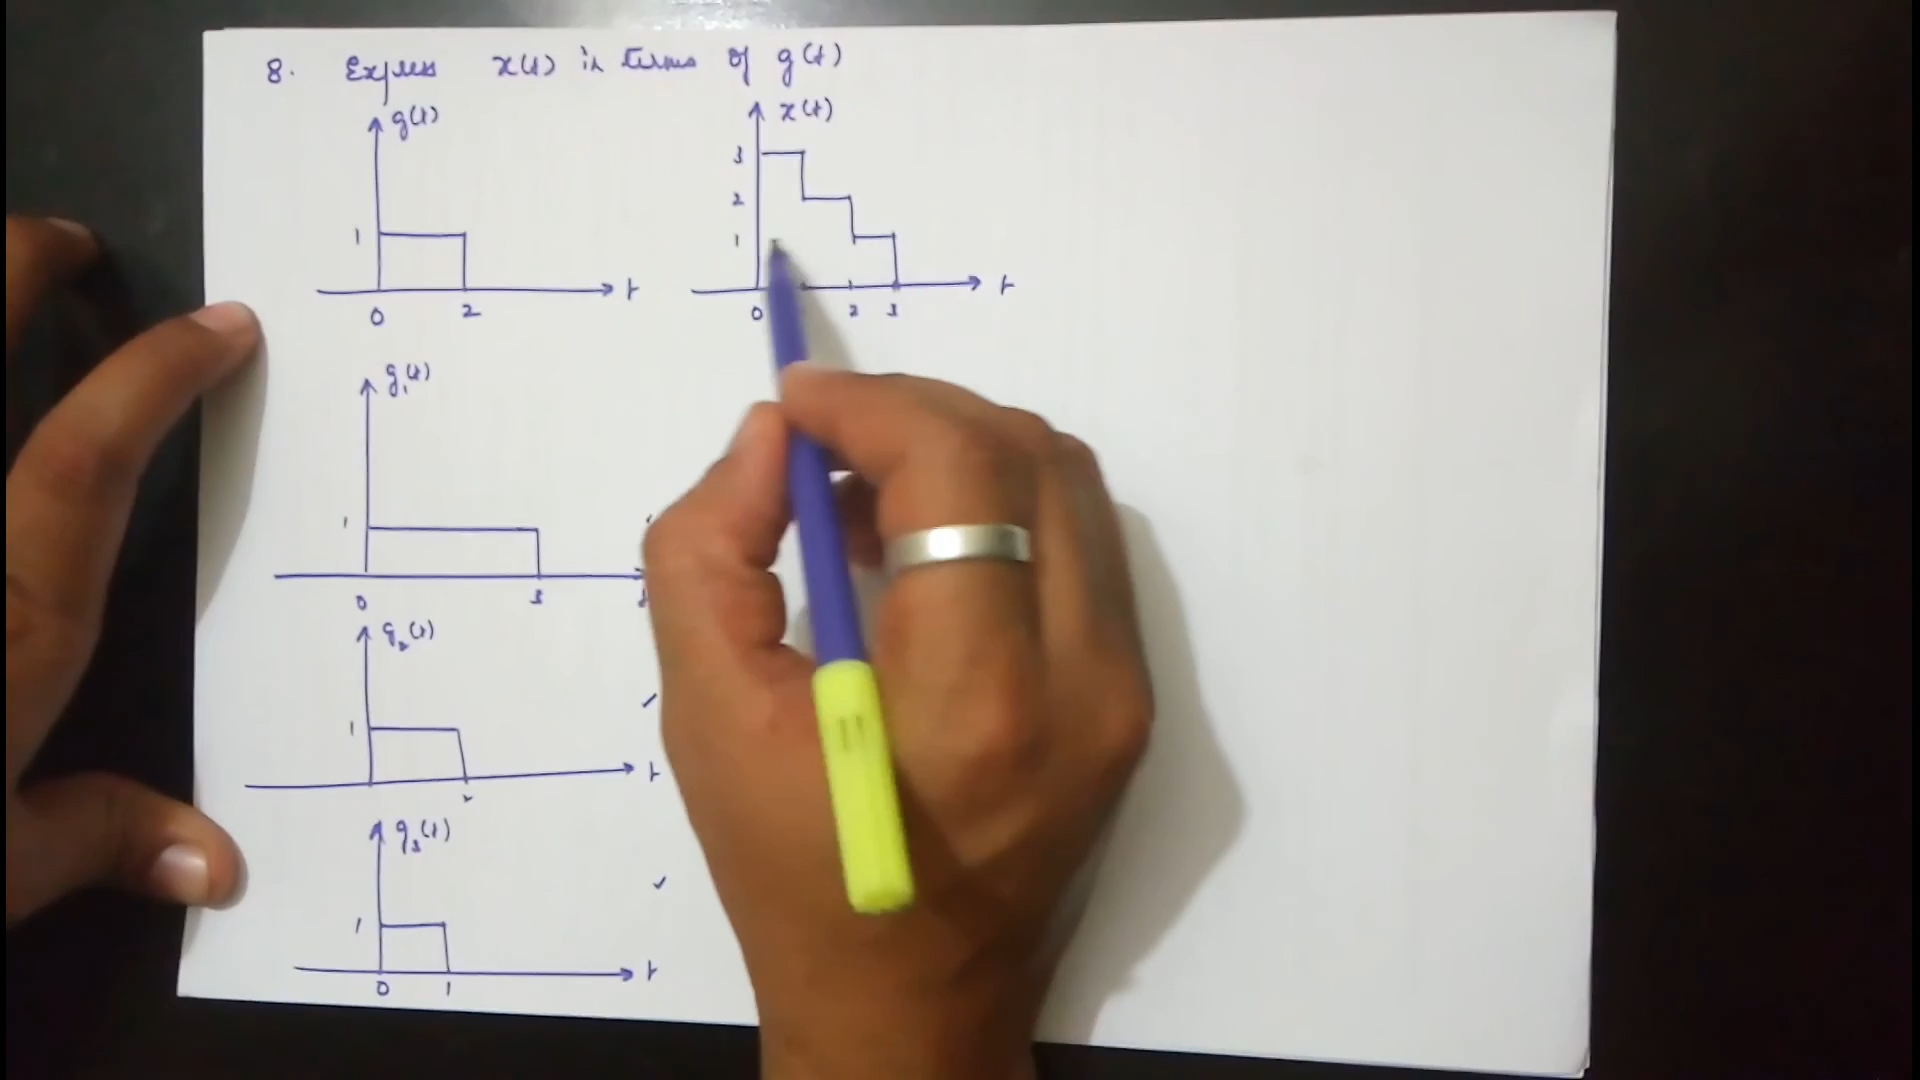 8. Express x(t) in terms of g(t)
g(t)
1
0 2 t
x(t)
3
2
1
0 2 3 t
g₁(t)
1
0 3
g₂(t)
1
2 t
g₃(t)
1
0 1 t